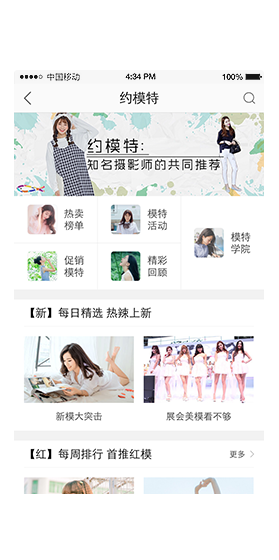 中国移动 4:34 PM 100%
约模特
约模特:
知名摄影师的共同推荐
热卖
榜单
模特
活动
模特
学院
促销
模特
精彩
回顾
【新】每日精选 热辣上新
新模大突击
展会美模看不够
【红】每周排行 首推红模
更多